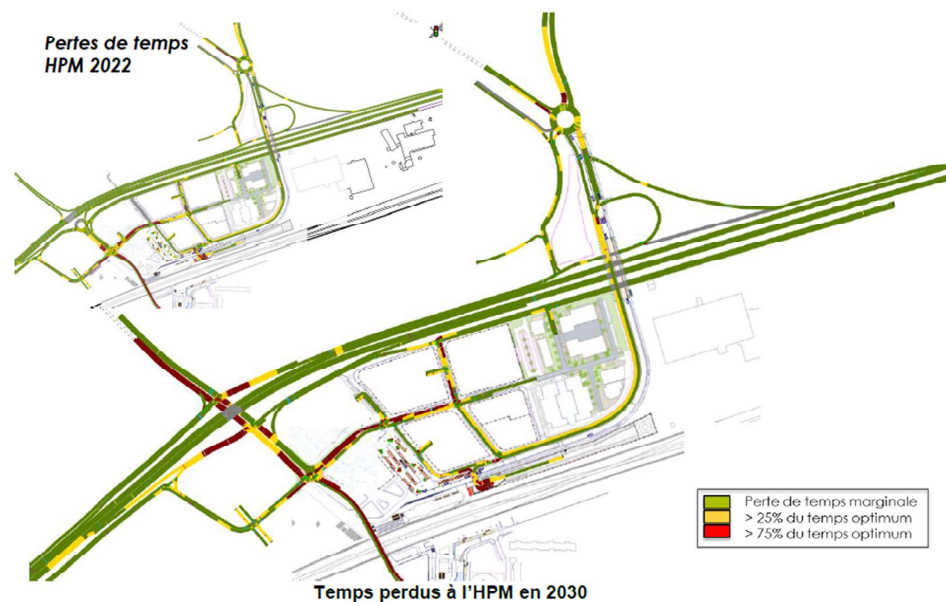 Pertes de temps
HPM 2022
Perte de temps marginale
> 25% du temps optimum
> 75% du temps optimum
Temps perdus à l'HPM en 2030